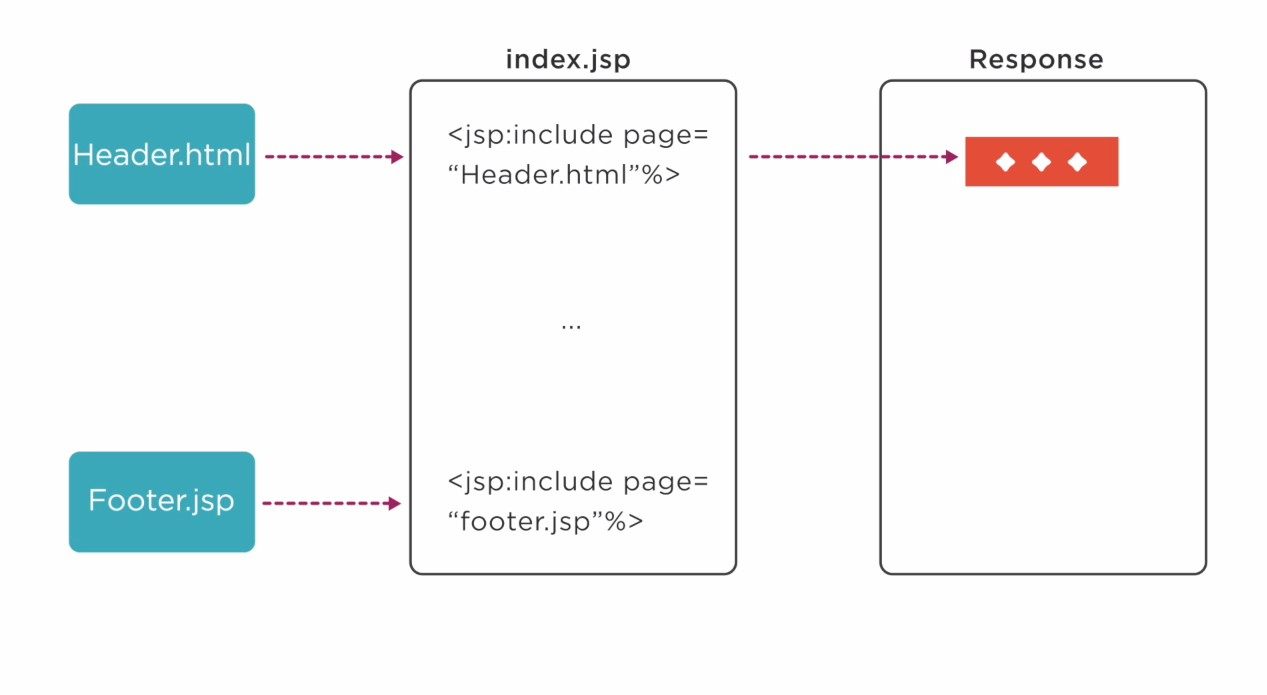 index.jsp
Response
Header.html
<jsp:include page=
“Header.html”%>
...
Footer.jsp
<jsp:include page=
“footer.jsp”%>